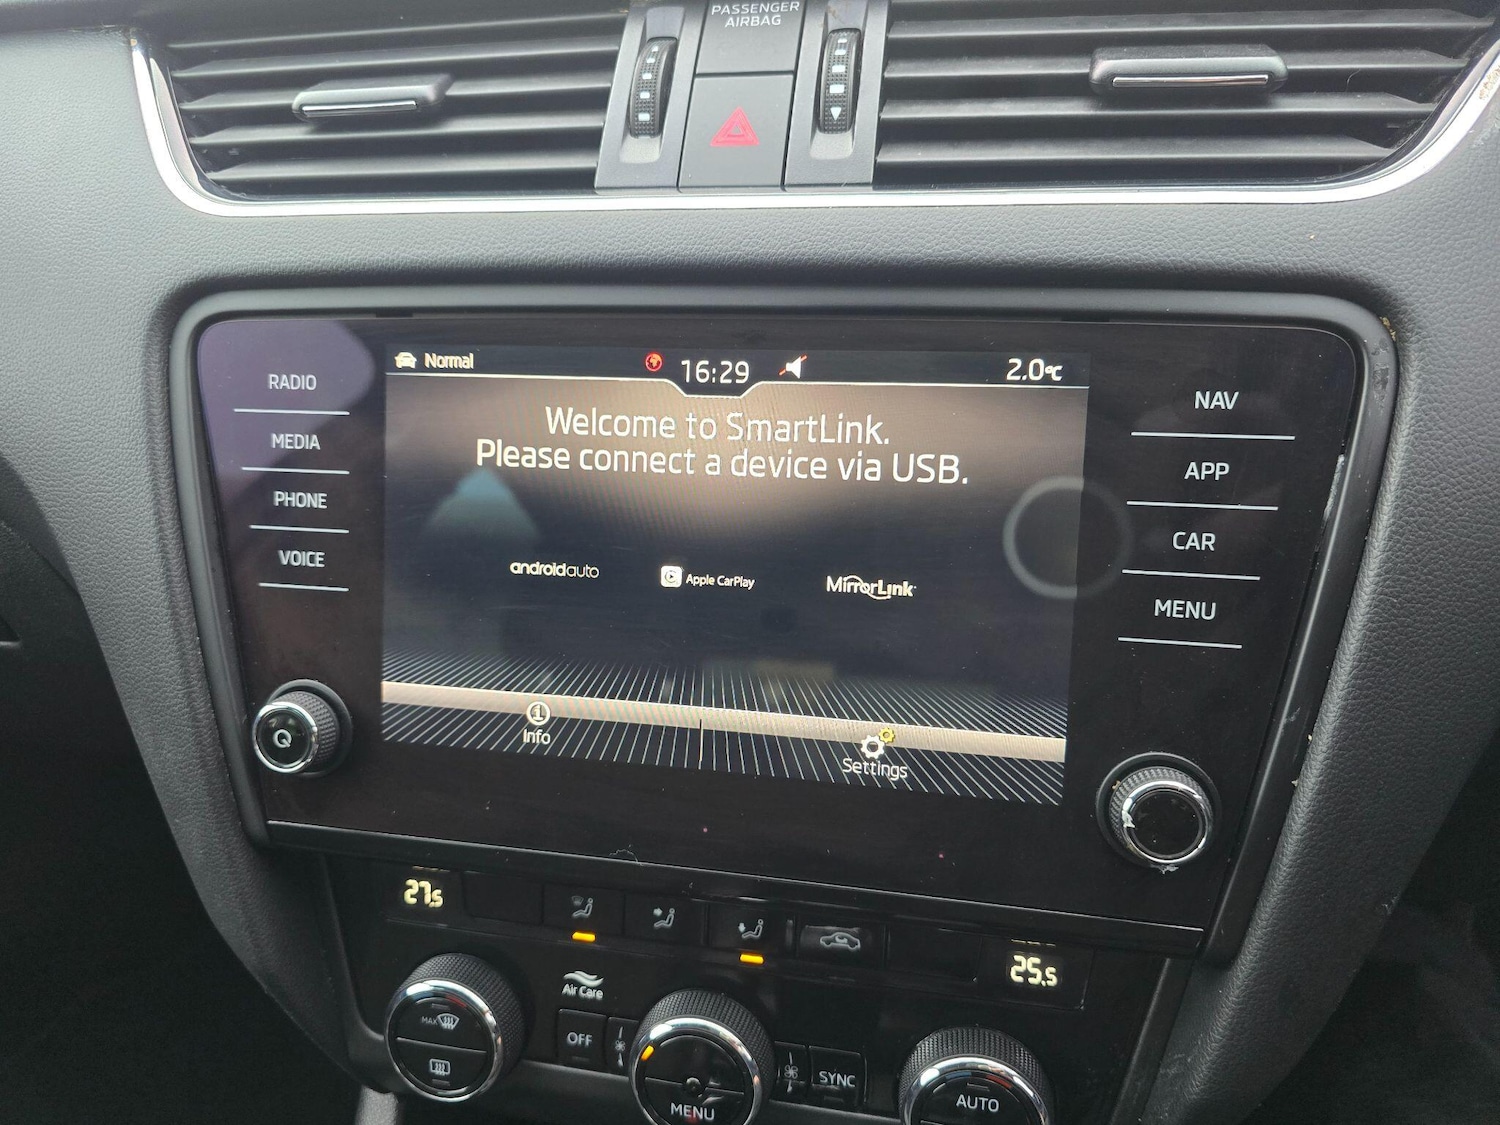 PASSENGER
AIRBAG
Normal
16:29
2.0°C
Welcome to SmartLink.
Please connect a device via USB.
androidauto
Apple CarPlay
MirrorLink
Info
Settings
RADIO
MEDIA
PHONE
VOICE
NAV
APP
CAR
MENU
27.5
25.5
Air Care
MAX
OFF
MENU
SYNC
AUTO